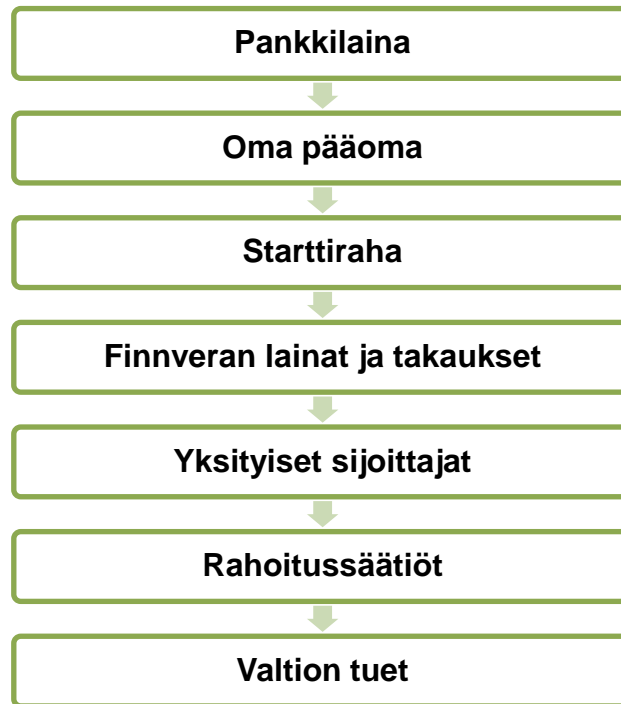 Pankkilaina
Oma pääoma
Starttiraha
Finnveran lainat ja takaukset
Yksityiset sijoittajat
Rahoitussäätiöt
Valtion tuet